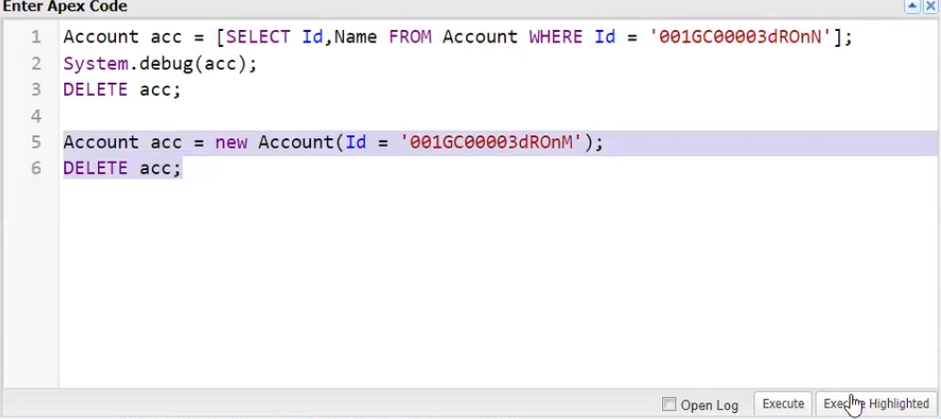 Enter Apex Code
1 Account acc = [SELECT Id,Name FROM Account WHERE Id = '001GC00003dROnN'];
2 System.debug(acc);
3 DELETE acc;
4
5 Account acc = new Account(Id = '001GC00003dROnM');
6 DELETE acc;
Open Log Execute Execute Highlighted